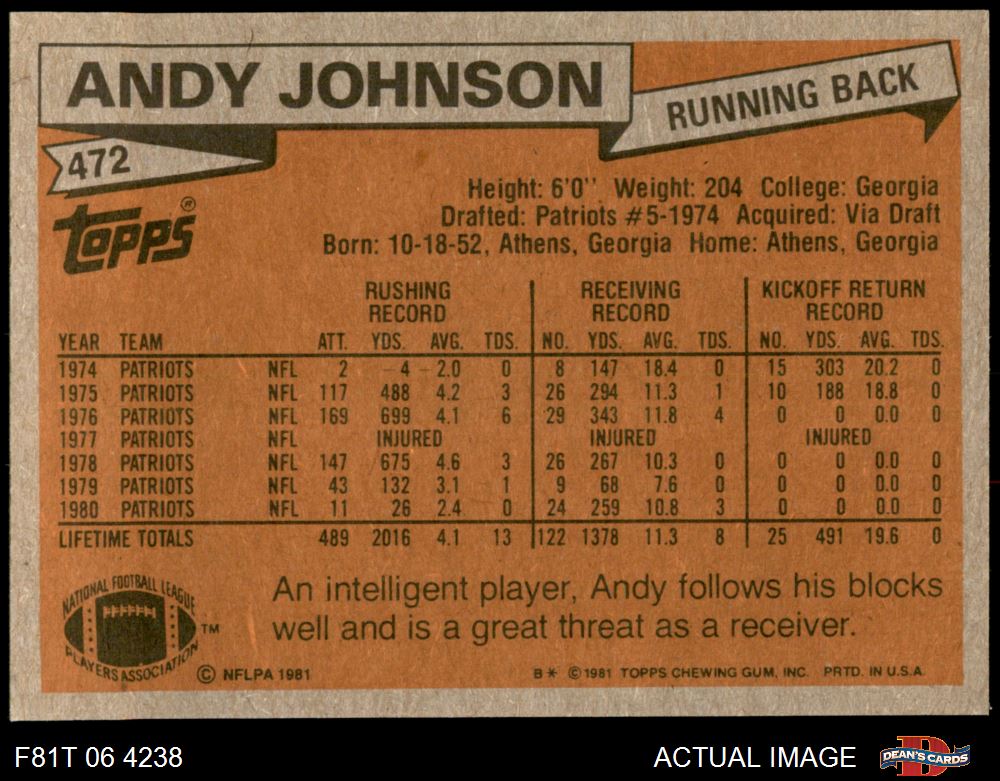 ANDY JOHNSON
RUNNING BACK
472
TOPPS®
Height: 6'0'' Weight: 204 College: Georgia
Drafted: Patriots #5-1974 Acquired: Via Draft
Born: 10-18-52, Athens, Georgia Home: Athens, Georgia
RUSHING RECORD RECEIVING RECORD KICKOFF RETURN RECORD
YEAR TEAM ATT. YDS. AVG. TDS. NO. YDS. AVG. TDS. NO. YDS. AVG. TDS.
1974 PATRIOTS NFL 2 -4 -2.0 0 8 147 18.4 0 15 303 20.2 0
1975 PATRIOTS NFL 117 488 4.2 3 26 294 11.3 1 10 188 18.8 0
1976 PATRIOTS NFL 169 699 4.1 6 29 343 11.8 4 0 0 0.0 0
1977 PATRIOTS NFL INJURED INJURED INJURED
1978 PATRIOTS NFL 147 675 4.6 3 26 267 10.3 0 0 0 0.0 0
1979 PATRIOTS NFL 43 132 3.1 1 9 68 7.6 0 0 0 0.0 0
1980 PATRIOTS NFL 11 26 2.4 0 24 259 10.8 3 0 0 0.0 0
LIFETIME TOTALS 489 2016 4.1 13 122 1378 11.3 8 25 491 19.6 0
An intelligent player, Andy follows his blocks
well and is a great threat as a receiver.
NATIONAL FOOTBALL LEAGUE
PLAYERS ASSOCIATION
TM
© NFLPA 1981
B* © 1981 TOPPS CHEWING GUM, INC. PRTD. IN U.S.A.
F81T 06 4238
ACTUAL IMAGE
D
DEAN'S CARDS